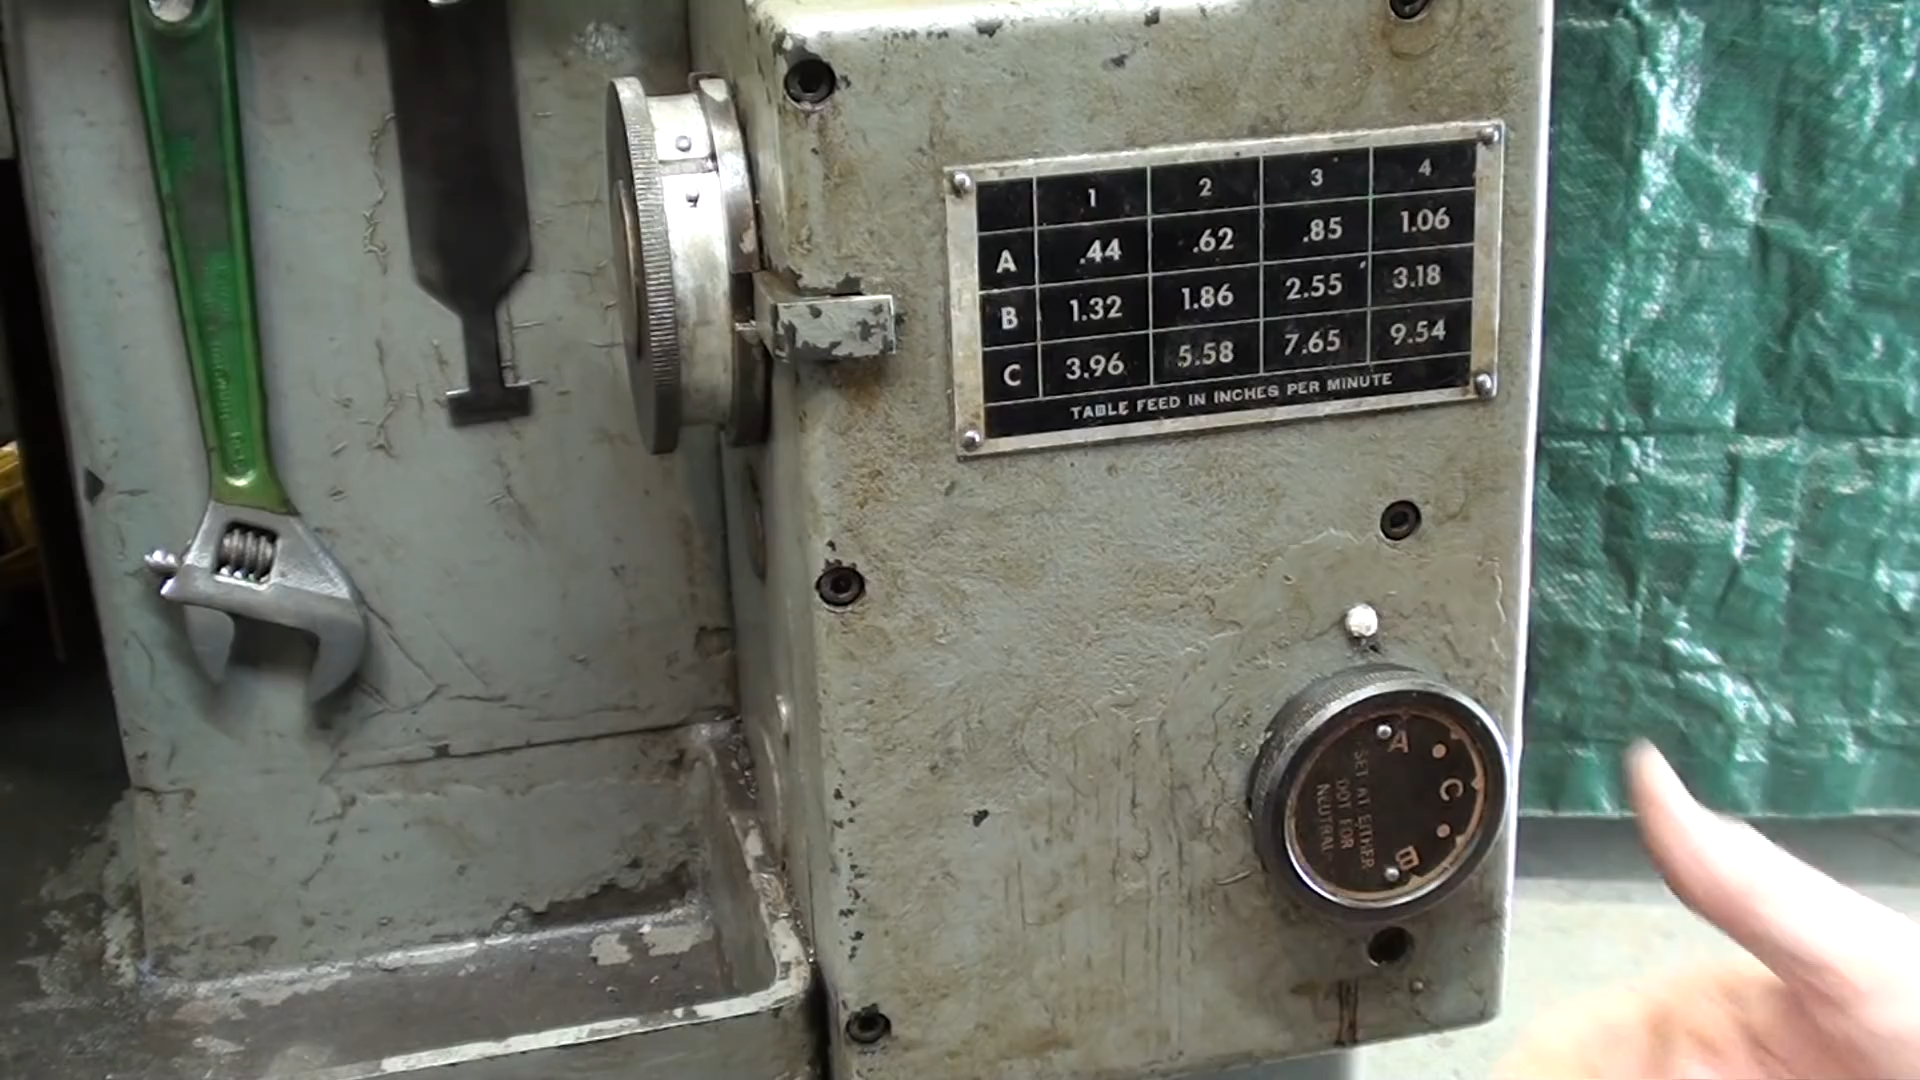 1 2 3 4
A .44 .62 .85 1.06
B 1.32 1.86 2.55 3.18
C 3.96 5.58 7.65 9.54
TABLE FEED IN INCHES PER MINUTE
A
C
B
SET AT EITHER
DOT FOR
NEUTRAL